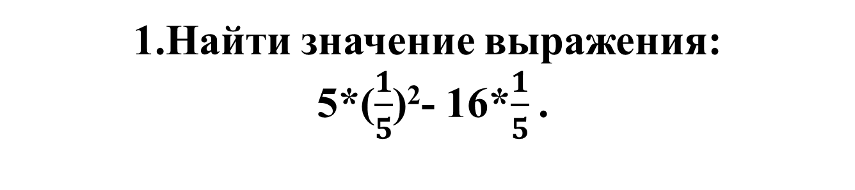 1.Найти значение выражения:
5*(1/5)²- 16*1/5 .